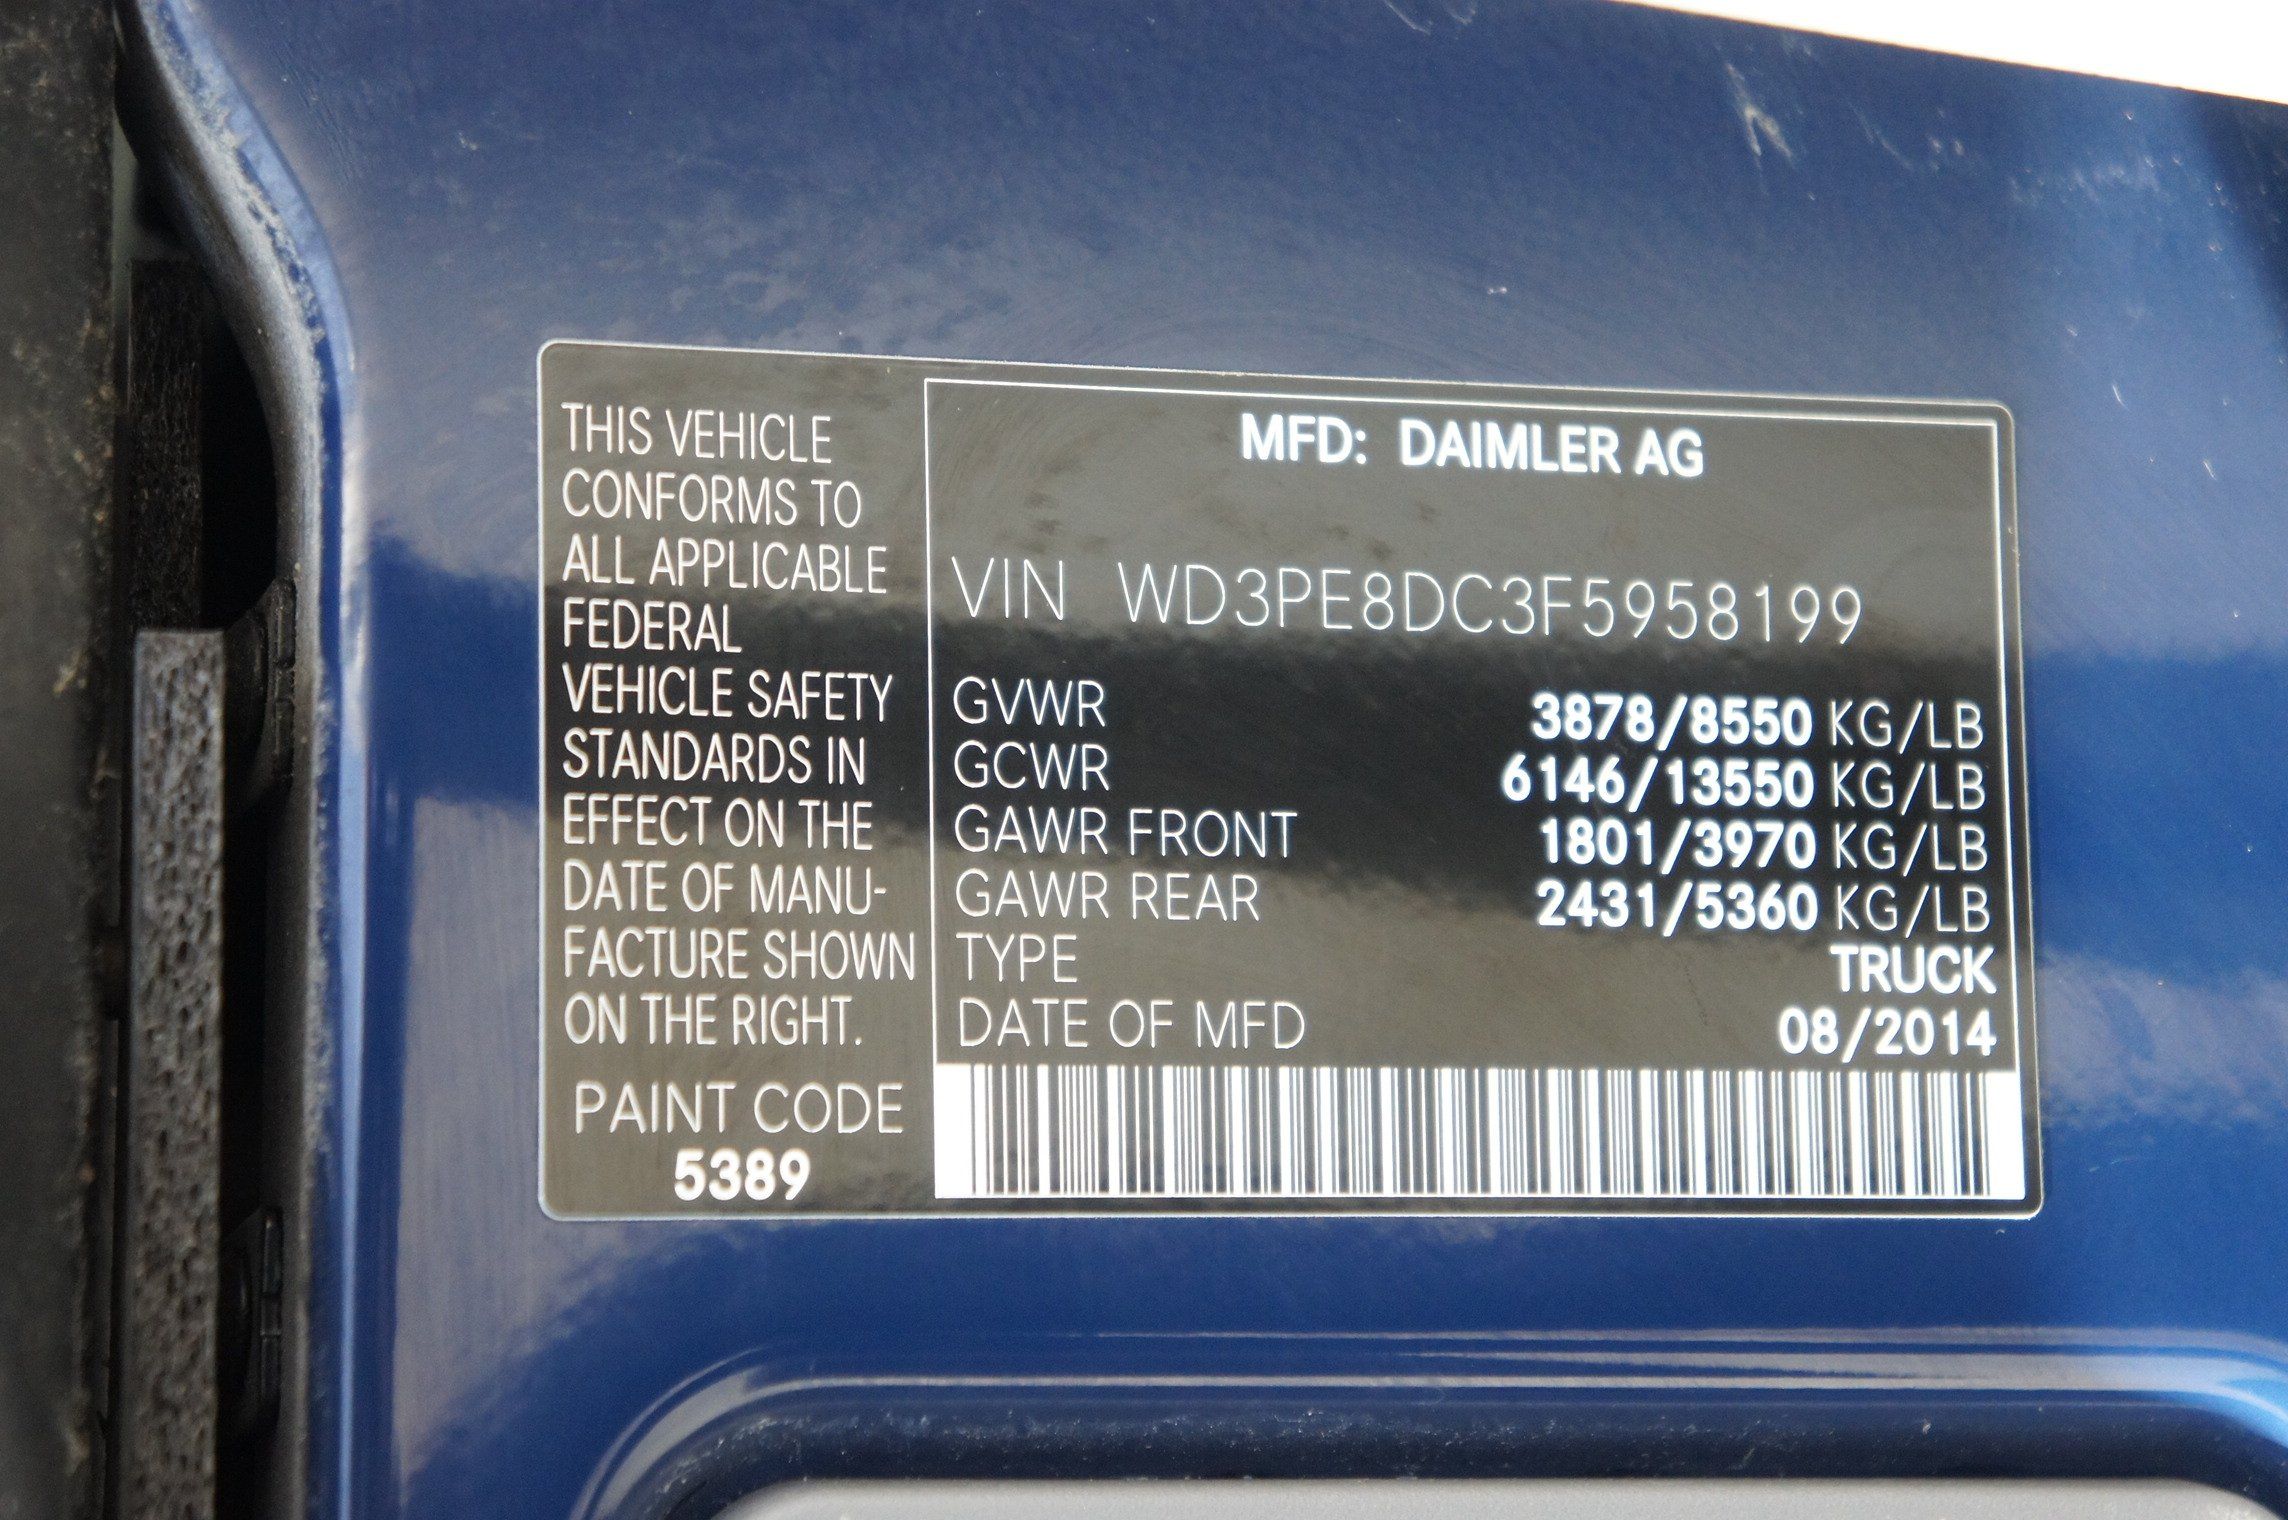 THIS VEHICLE
CONFORMS TO
ALL APPLICABLE
FEDERAL
VEHICLE SAFETY
STANDARDS IN
EFFECT ON THE
DATE OF MANU-
FACTURE SHOWN
ON THE RIGHT.
PAINT CODE
5389
MFD: DAIMLER AG
VIN WD3PE8DC3F5958199
GVWR 3878/8550 KG/LB
GCWR 6146/13550 KG/LB
GAWR FRONT 1801/3970 KG/LB
GAWR REAR 2431/5360 KG/LB
TYPE TRUCK
DATE OF MFD 08/2014